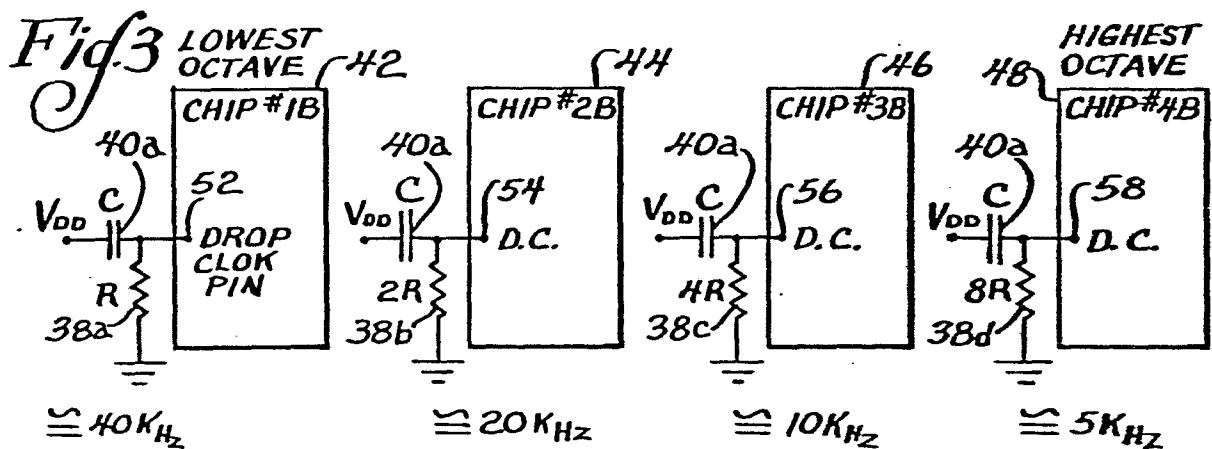 Fig.3
LOWEST
OCTAVE
42
44
46
48
HIGHEST
OCTAVE
CHIP #1B
CHIP #2B
CHIP #3B
CHIP #4B
40a
52
40a
54
40a
56
40a
58
C
C
C
C
VDD
VDD
VDD
VDD
DROP
CLOK
PIN
D.C.
D.C.
D.C.
R
2R
4R
8R
38a
38b
38c
38d
≅ 40KHz
≅ 20KHz
≅ 10KHz
≅ 5KHz